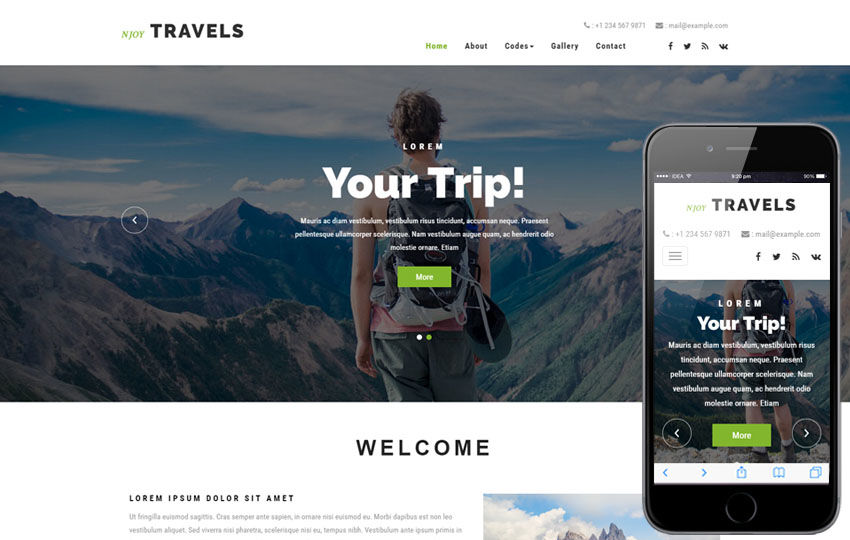 NJOY TRAVELS
: +1 234 567 9871 : mail@example.com
Home About Codes Gallery Contact
LOREM
Your Trip!
Mauris ac diam vestibulum, vestibulum risus tincidunt, accumsan neque. Praesent
pellentesque ullamcorper scelerisque. Nam vestibulum augue quam, ac hendrerit odio
molestie ornare. Etiam
More
WELCOME
LOREM IPSUM DOLOR SIT AMET
Ut fringilla euismod sagittis. Cras semper ante sapien, in ornare nisi euismod eu. Morbi dapibus est non leo
vestibulum aliquet. Sed viverra nisi pharetra, scelerisque nisi eu, tempus nibh. Vestibulum ante ipsum primis in
IDEA 9:20 pm 90%
NJOY TRAVELS
: +1 234 567 9871 : mail@example.com
LOREM
Your Trip!
Mauris ac diam vestibulum, vestibulum risus
tincidunt, accumsan neque. Praesent
pellentesque ullamcorper scelerisque. Nam
vestibulum augue quam, ac hendrerit odio
molestie ornare. Etiam
More